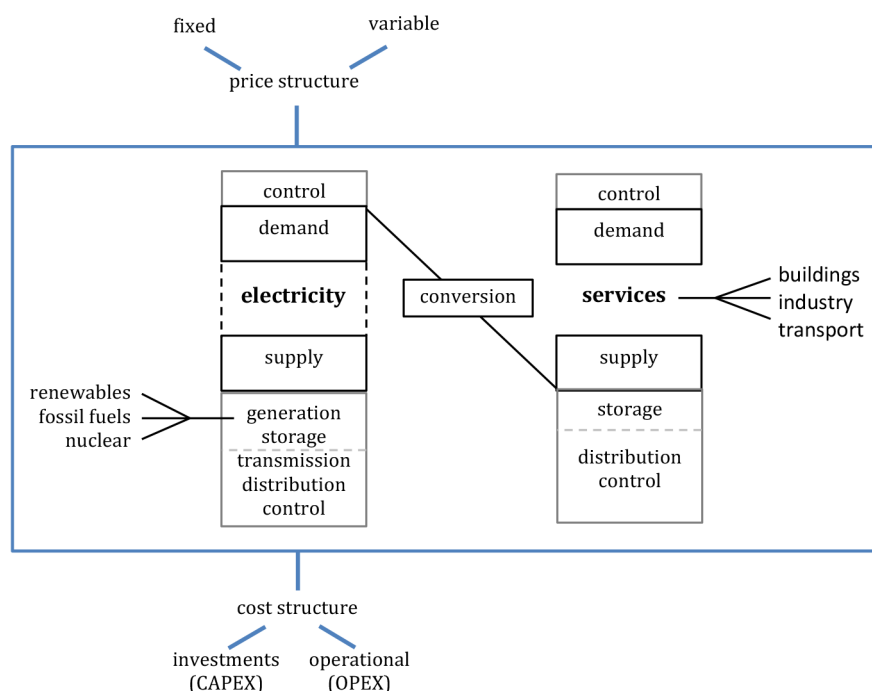 fixed
variable
price structure
control
demand
electricity
supply
generation
storage
transmission
distribution
control
renewables
fossil fuels
nuclear
conversion
control
demand
services
supply
storage
distribution
control
buildings
industry
transport
cost structure
investments
(CAPEX)
operational
(OPEX)